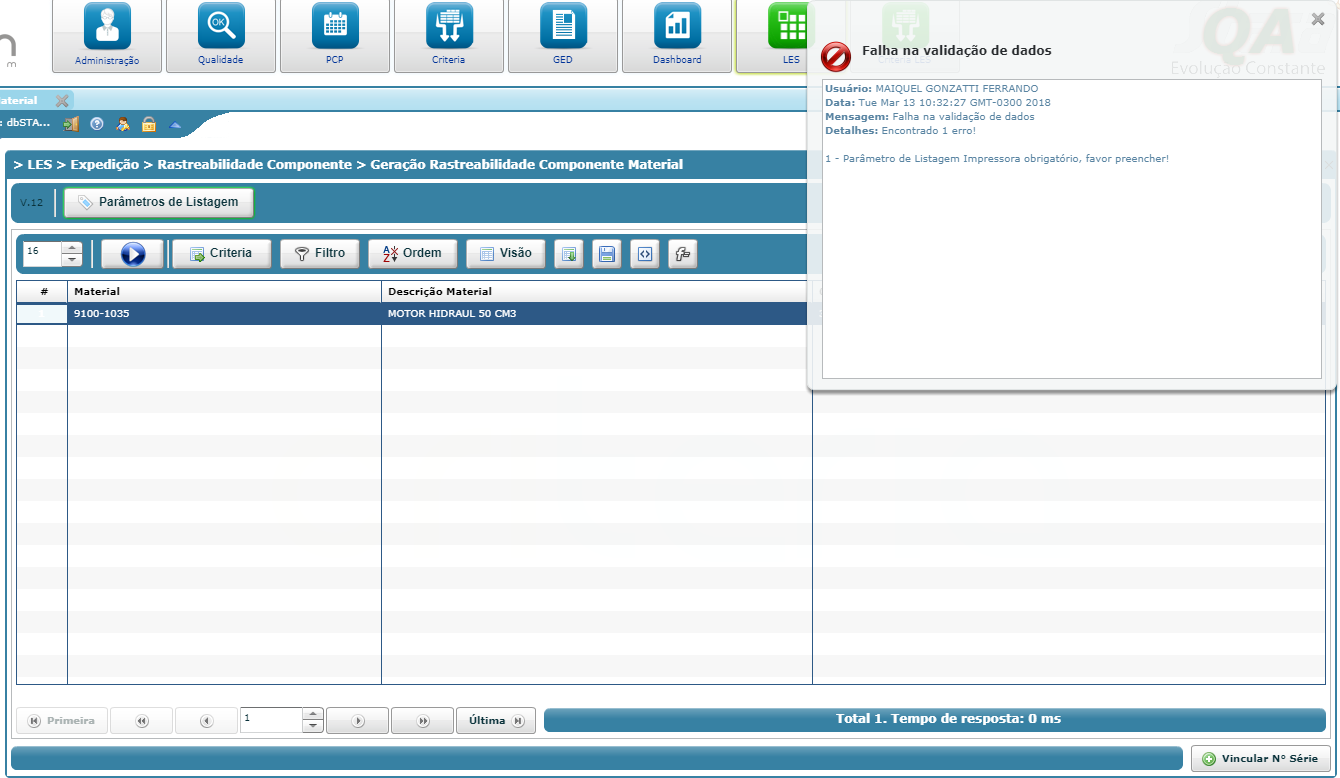 n
m
Administração
Qualidade
PCP
Criteria
GED
Dashboard
LES
Criteria LES
QA
Evolução Constante
Falha na validação de dados
Usuário: MAIQUEL GONZATTI FERRANDO
Data: Tue Mar 13 10:32:27 GMT-0300 2018
Mensagem: Falha na validação de dados
Detalhes: Encontrado 1 erro!
1 - Parâmetro de Listagem Impressora obrigatório, favor preencher!
aterial
: dbSTA...
> LES > Expedição > Rastreabilidade Componente > Geração Rastreabilidade Componente Material
V.12
Parâmetros de Listagem
16
Criteria
Filtro
Ordem
Visão
# Material Descrição Material
1 9100-1035 MOTOR HIDRAUL 50 CM3
Primeira
1
Última
Total 1. Tempo de resposta: 0 ms
Vincular N° Série